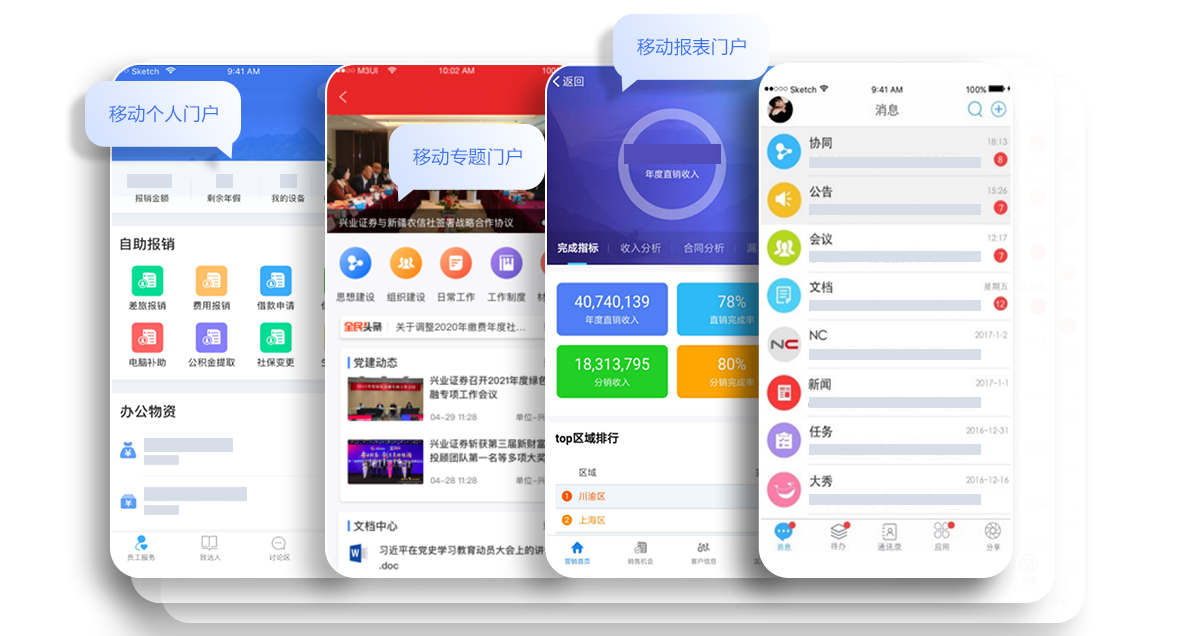 移动个人门户
移动专题门户
移动报表门户
Sketch
9:41 AM
报销金额
剩余年假
我的设备
自助报销
差旅报销
费用报销
借款申请
电脑补助
公积金提取
社保变更
办公物资
员工服务
致远人
讨论区
M3UI
10:02 AM
兴业证券与新疆农信社签署战略合作协议
思想建设
组织建设
日常工作
工作制度
全民头条
关于调整2020年缴费年度社...
党建动态
兴业证券召开2021年度绿色
融专项工作会议
04-29 11:28
单位-兴
兴业证券斩获第三届新财富
投顾团队第一名等多项大奖
04-28 11:28
单位-兴
文档中心
习近平在党史学习教育动员大会上的讲
.doc
返回
年度直销收入
完成指标
收入分析
合同分析
40,740,139
年度直销收入
78%
直销完成率
18,313,795
分销收入
80%
分销完成率
top区域排行
区域
1 川渝区
2 上海区
营销首页
销售机会
客户信息
Sketch
9:41 AM
100%
消息
协同
18:13
8
公告
15:26
7
会议
12:17
7
文档
星期五
12
NC
NC
2017-1-2
新闻
2017-1-1
任务
2016-12-31
大秀
2016-12-16
消息
待办
通讯录
应用
分享